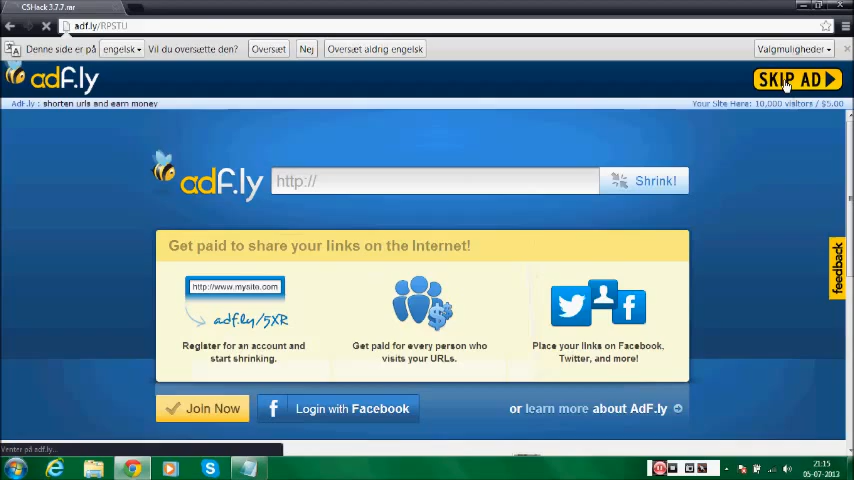 CSHack 3.7.7.rar
adf.ly/RPSTU
Denne side er på engelsk Vil du oversætte den? Oversæt Nej Oversæt aldrig engelsk Valgmuligheder
adf.ly
SKIP AD
AdF.ly : shorten urls and earn money
Your Site Here: 10,000 visitors / $5.00
adf.ly http:// Shrink!
Get paid to share your links on the Internet!
feedback
http://www.mysite.com
adf.ly/5XR
Register for an account and start shrinking.
Get paid for every person who visits your URLs.
Place your links on Facebook, Twitter, and more!
Join Now
Login with Facebook
or learn more about AdF.ly
Venter på adf.ly...
21:15
05-07-2013